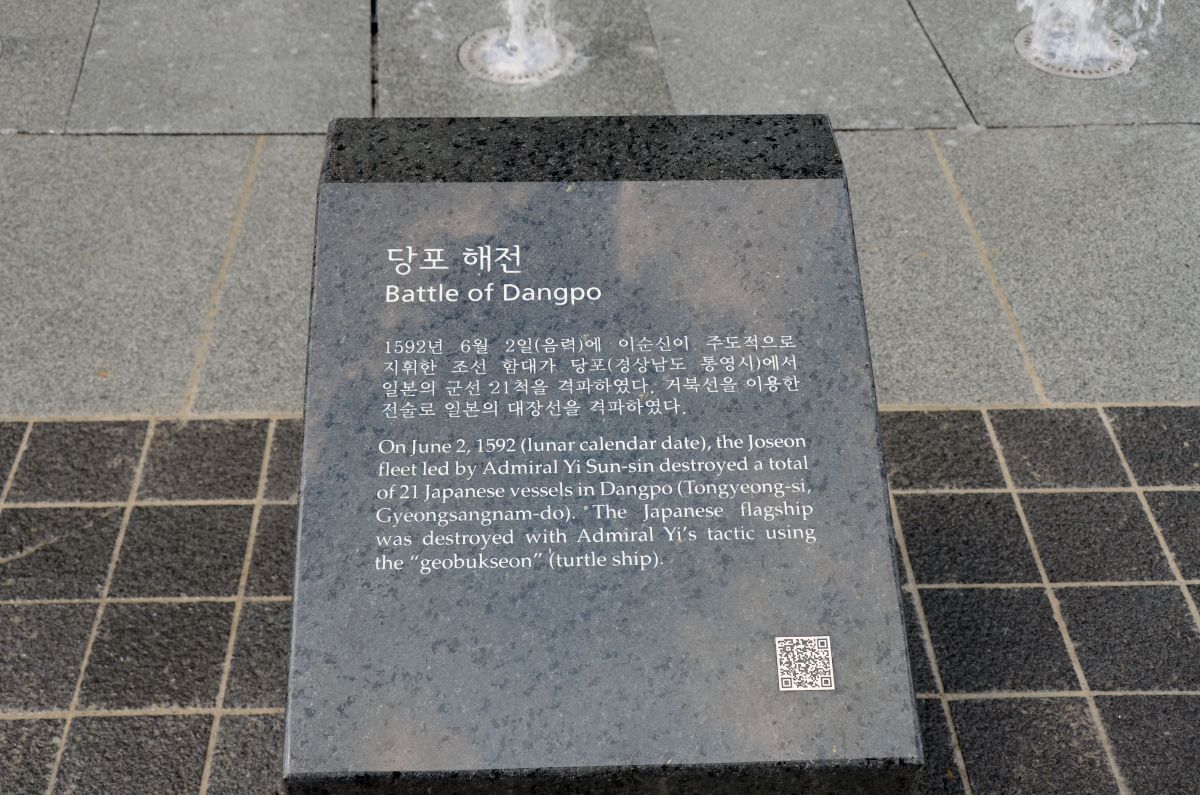 당포 해전
Battle of Dangpo
1592년 6월 2일(음력)에 이순신이 주도적으로
지휘한 조선 함대가 당포(경상남도 통영시)에서
일본의 군선 21척을 격파하였다. 거북선을 이용한
전술로 일본의 대장선을 격파하였다.
On June 2, 1592 (lunar calendar date), the Joseon
fleet led by Admiral Yi Sun-sin destroyed a total
of 21 Japanese vessels in Dangpo (Tongyeong-si,
Gyeongsangnam-do). The Japanese flagship
was destroyed with Admiral Yi's tactic using
the “geobukseon” (turtle ship).